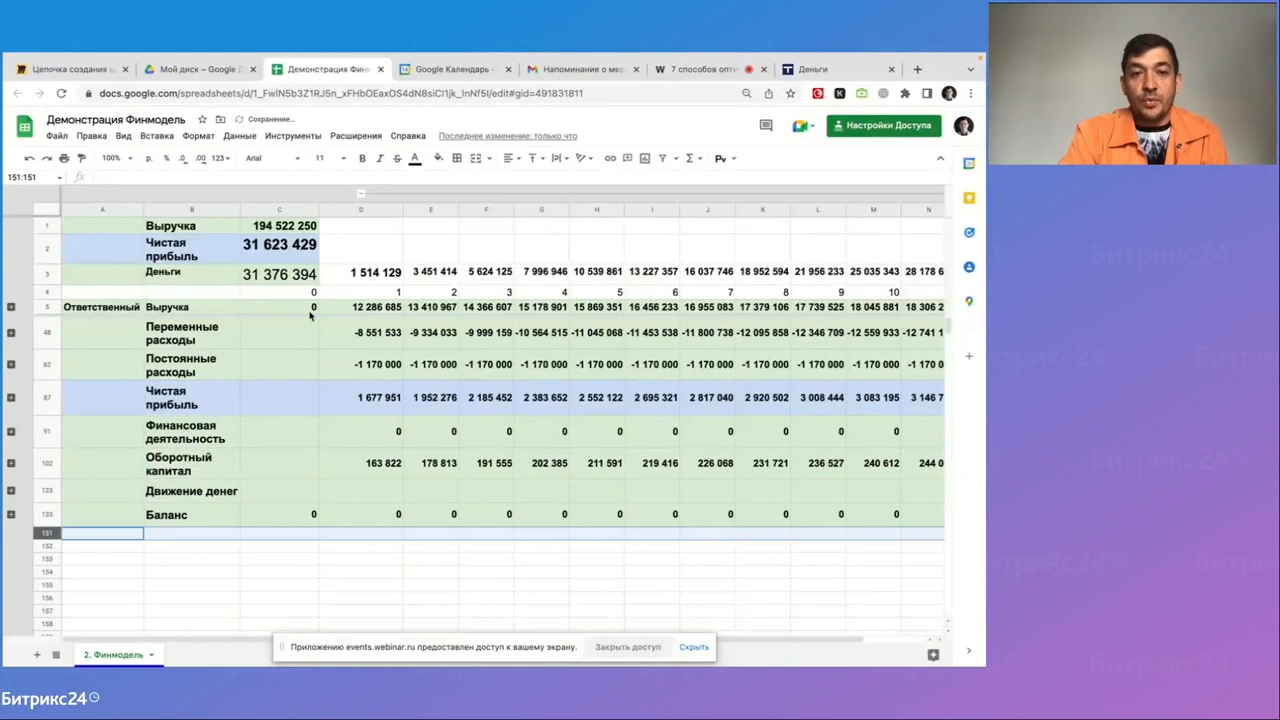 Цепочка создания ц
Мой диск – Google Д
Демонстрация Фин
Google Календарь -
Напоминание о мер
7 способов опт
Деньги
docs.google.com/spreadsheets/d/1_FwlN5b3Z1RJ5n_xFHbOEaxOS4dN8siCl1jk_lnNf5I/edit#gid=491831811
Демонстрация Финмодель
Сохранение...
Файл Правка Вид Вставка Формат Данные Инструменты Расширения Справка Последнее изменение: только что
Настройки Доступа
100% р. % .0 .00 123 Arial 11
151:151
A B C D E F G H I J K L M N
1 Выручка 194 522 250
2 Чистая прибыль 31 623 429
3 Деньги 31 376 394 1 514 129 3 451 414 5 624 125 7 996 946 10 539 861 13 227 357 16 037 746 18 952 594 21 956 233 25 035 343 28 178 6
4 0 1 2 3 4 5 6 7 8 9 10
5 Ответственный Выручка 0 12 286 685 13 410 967 14 366 607 15 178 901 15 869 351 16 456 233 16 955 083 17 379 106 17 739 525 18 045 881 18 306 2
48 Переменные расходы -8 551 533 -9 334 033 -9 999 159 -10 564 515 -11 045 068 -11 453 538 -11 800 738 -12 095 858 -12 346 709 -12 559 933 -12 741 1
62 Постоянные расходы -1 170 000 -1 170 000 -1 170 000 -1 170 000 -1 170 000 -1 170 000 -1 170 000 -1 170 000 -1 170 000 -1 170 000 -1 170 0
87 Чистая прибыль 1 677 951 1 952 276 2 185 452 2 383 652 2 552 122 2 695 321 2 817 040 2 920 502 3 008 444 3 083 195 3 146 7
91 Финансовая деятельность 0 0 0 0 0 0 0 0 0 0
102 Оборотный капитал 163 822 178 813 191 555 202 385 211 591 219 416 226 068 231 721 236 527 240 612 244 0
123 Движение денег
133 Баланс 0 0 0 0 0 0 0 0 0 0 0
151
152
153
154
155
156
157
158
Приложению events.webinar.ru предоставлен доступ к вашему экрану. Закрыть доступ Скрыть
2. Финмодель
Битрикс24